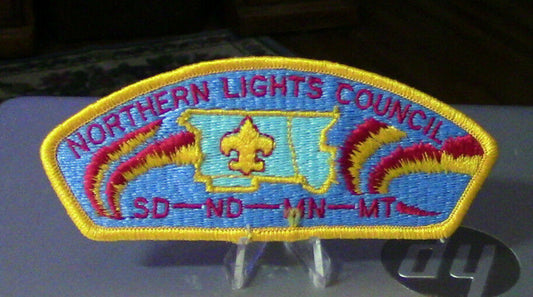 NORTHERN LIGHTS COUNCIL
SD-ND-MN-MT